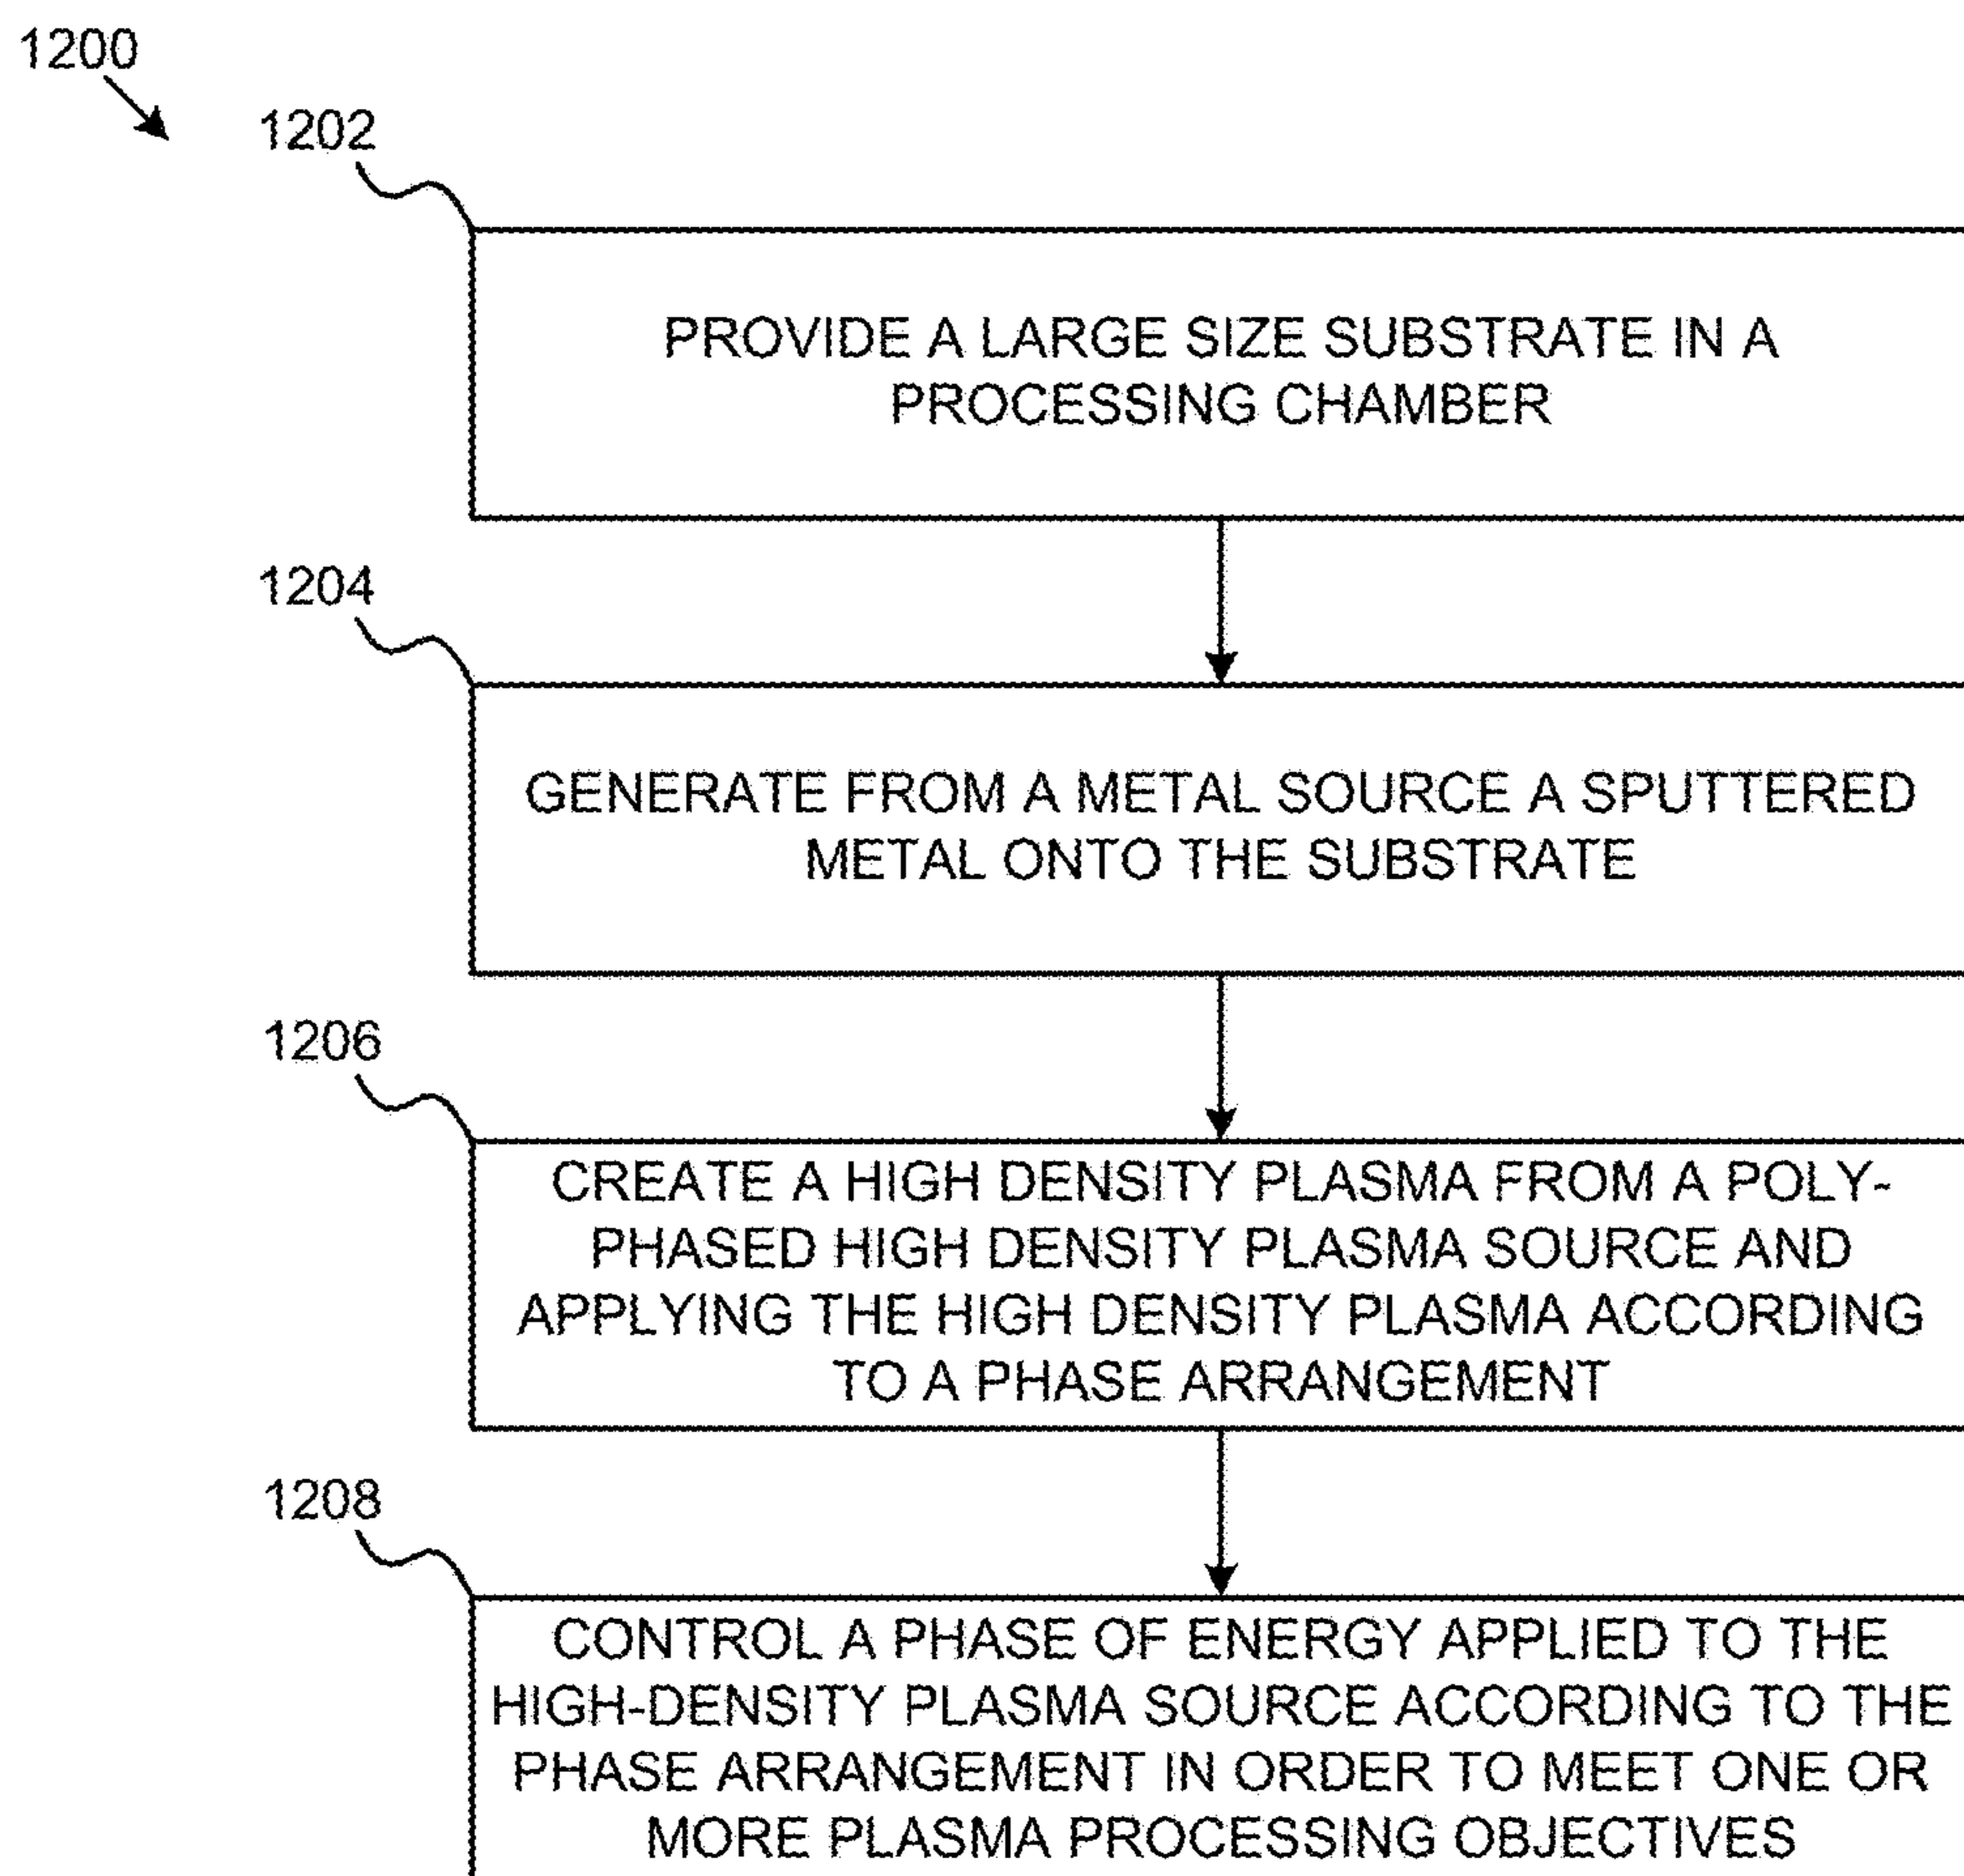 1200
1202
PROVIDE A LARGE SIZE SUBSTRATE IN A
PROCESSING CHAMBER
1204
GENERATE FROM A METAL SOURCE A SPUTTERED
METAL ONTO THE SUBSTRATE
1206
CREATE A HIGH DENSITY PLASMA FROM A POLY-
PHASED HIGH DENSITY PLASMA SOURCE AND
APPLYING THE HIGH DENSITY PLASMA ACCORDING
TO A PHASE ARRANGEMENT
1208
CONTROL A PHASE OF ENERGY APPLIED TO THE
HIGH-DENSITY PLASMA SOURCE ACCORDING TO THE
PHASE ARRANGEMENT IN ORDER TO MEET ONE OR
MORE PLASMA PROCESSING OBJECTIVES